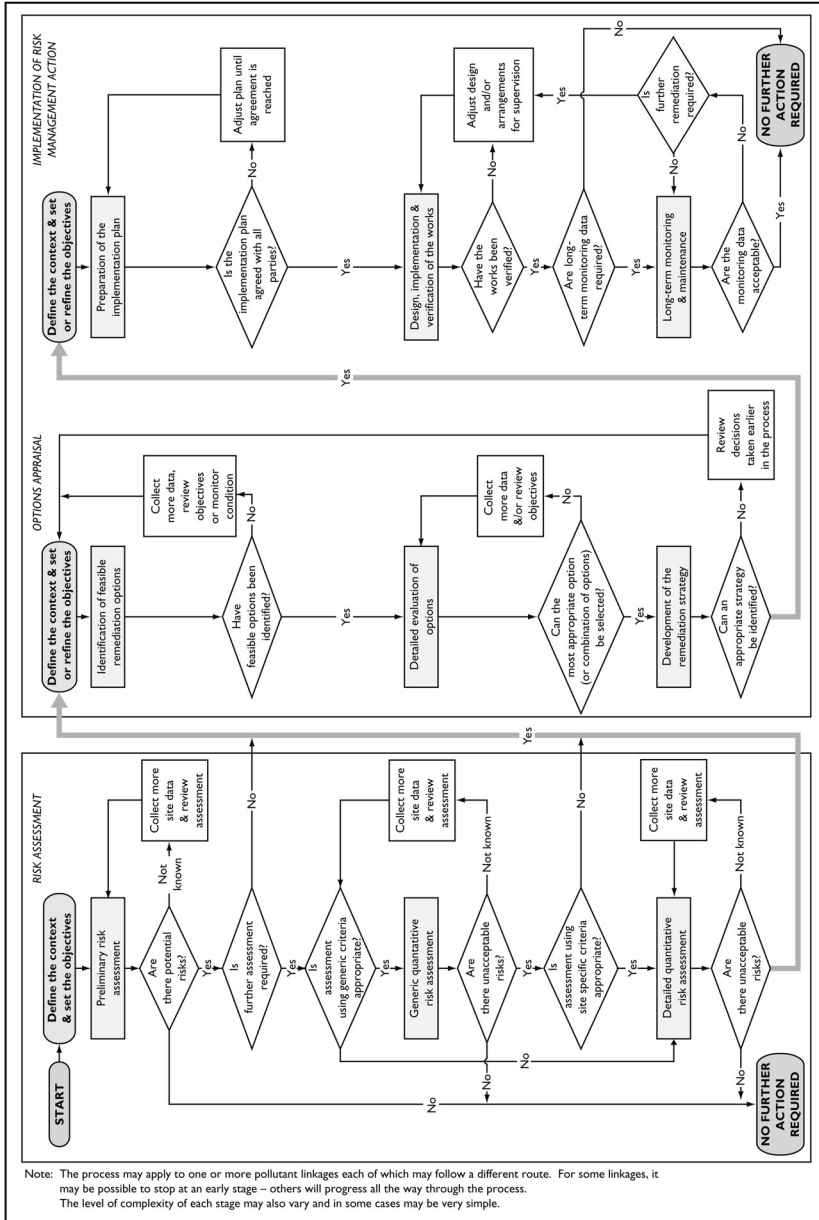 RISK ASSESSMENT
START
Define the context
& set the objectives
Preliminary risk
assessment
Are
there potential
risks?
Not
known
Collect more
site data
& review
assessment
Yes
Is
further assessment
required?
No
Yes
Is
assessment
using generic criteria
appropriate?
No
Yes
Generic quantative
risk assessment
Are
there unacceptable
risks?
Not known
Collect more
site data
& review
assessment
No
Yes
Is
assessment using
site specific criteria
appropriate?
No
Yes
Detailed quantitative
risk assessment
Are
there unacceptable
risks?
Not known
Collect more
site data
& review
assessment
No
No
NO FURTHER
ACTION
REQUIRED
Yes
OPTIONS APPRAISAL
Define the context & set
or refine the objectives
Identification of feasible
remediation options
Have
feasible options been
identified?
No
Collect
more data,
review
objectives
or monitor
condition
Yes
Detailed evaluation of
options
Can the
most appropriate option
(or combination of options)
be selected?
No
Collect
more data
&/or review
objectives
Yes
Development of the
remediation strategy
Can an
appropriate strategy
be identified?
No
Review
decisions
taken earlier
in the process
Yes
IMPLEMENTATION OF RISK
MANAGEMENT ACTION
Define the context & set
or refine the objectives
Preparation of the
implementation plan
Is the
implementation plan
agreed with all
parties?
No
Adjust plan until
agreement is
reached
Yes
Design, implementation &
verification of the works
Have the
works been
verified?
No
Adjust design
and/or
arrangements
for supervision
Yes
Are long-
term monitoring data
required?
No
Yes
Long-term monitoring
& maintenance
Are the
monitoring data
acceptable?
No
Is
further
remediation
required?
Yes
No
Yes
NO FURTHER
ACTION
REQUIRED
Note: The process may apply to one or more pollutant linkages each of which may follow a different route. For some linkages, it
may be possible to stop at an early stage – others will progress all the way through the process.
The level of complexity of each stage may also vary and in some cases may be very simple.